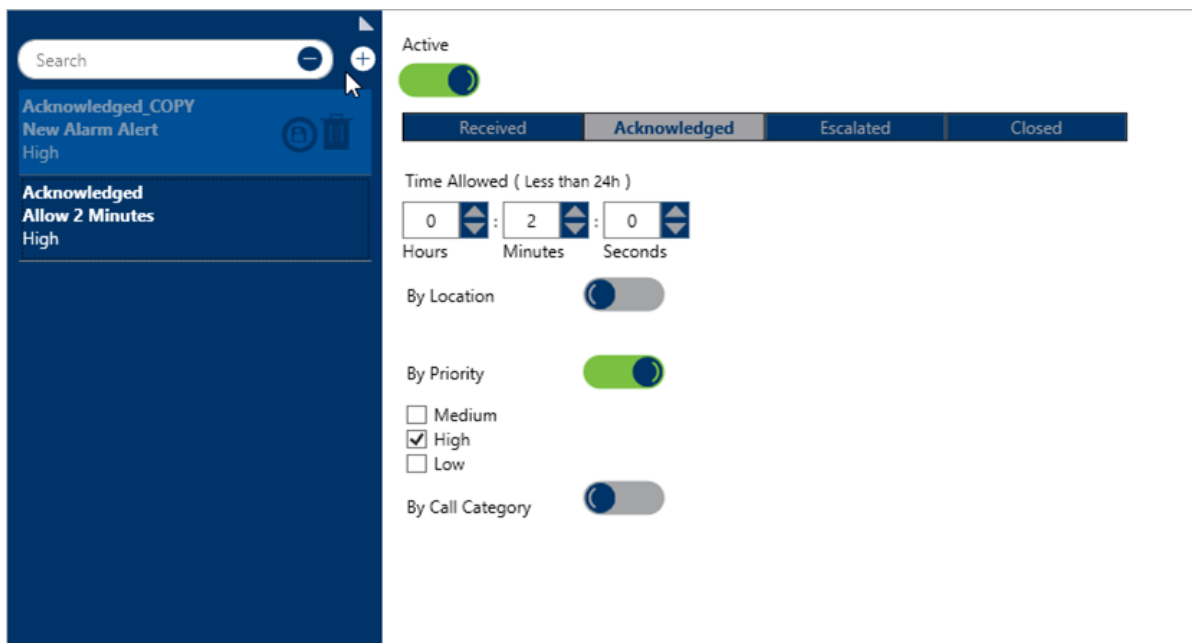 Search
Acknowledged_COPY
New Alarm Alert
High
Acknowledged
Allow 2 Minutes
High
Active
Received Acknowledged Escalated Closed
Time Allowed ( Less than 24h )
0 : 2 : 0
Hours Minutes Seconds
By Location
By Priority
Medium
High
Low
By Call Category